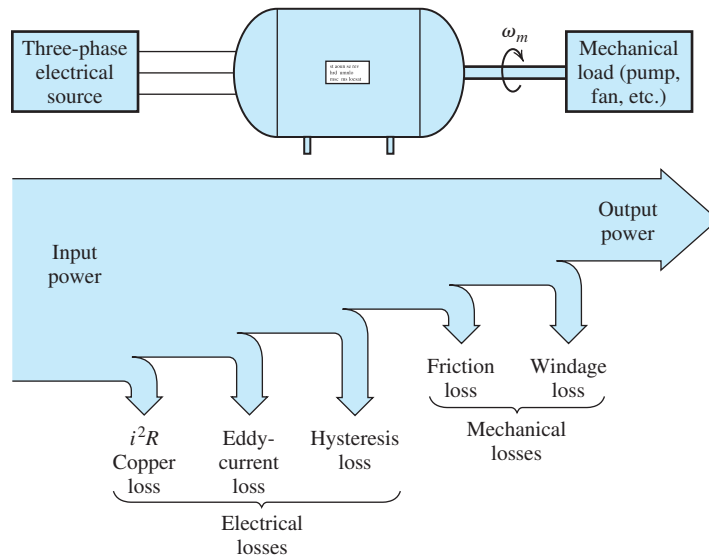 Three-phase
electrical
source
ωm
Mechanical
load (pump,
fan, etc.)
Input
power
Output
power
i²R
Copper
loss
Eddy-
current
loss
Hysteresis
loss
Friction
loss
Windage
loss
Electrical
losses
Mechanical
losses